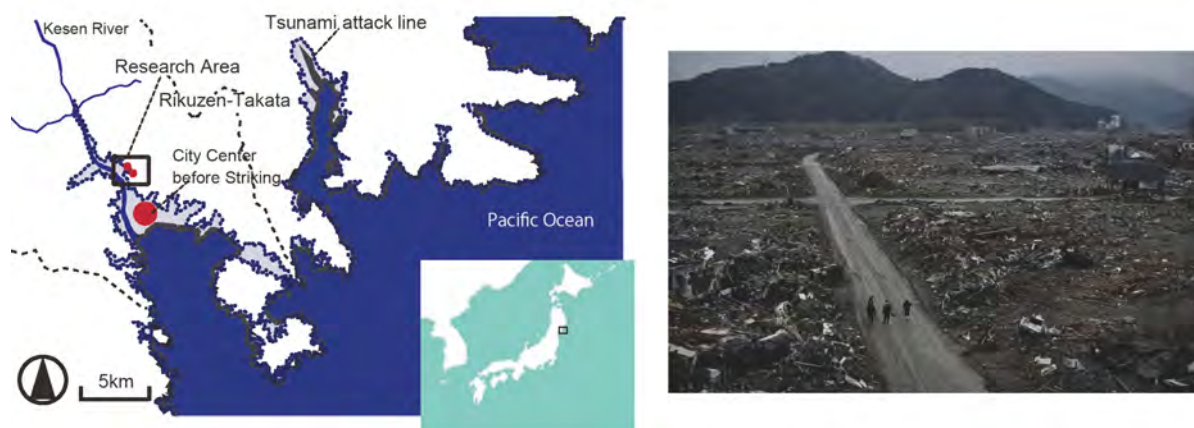 Kesen River
Tsunami attack line
Research Area
Rikuzen-Takata
City Center
before Striking
Pacific Ocean
5km